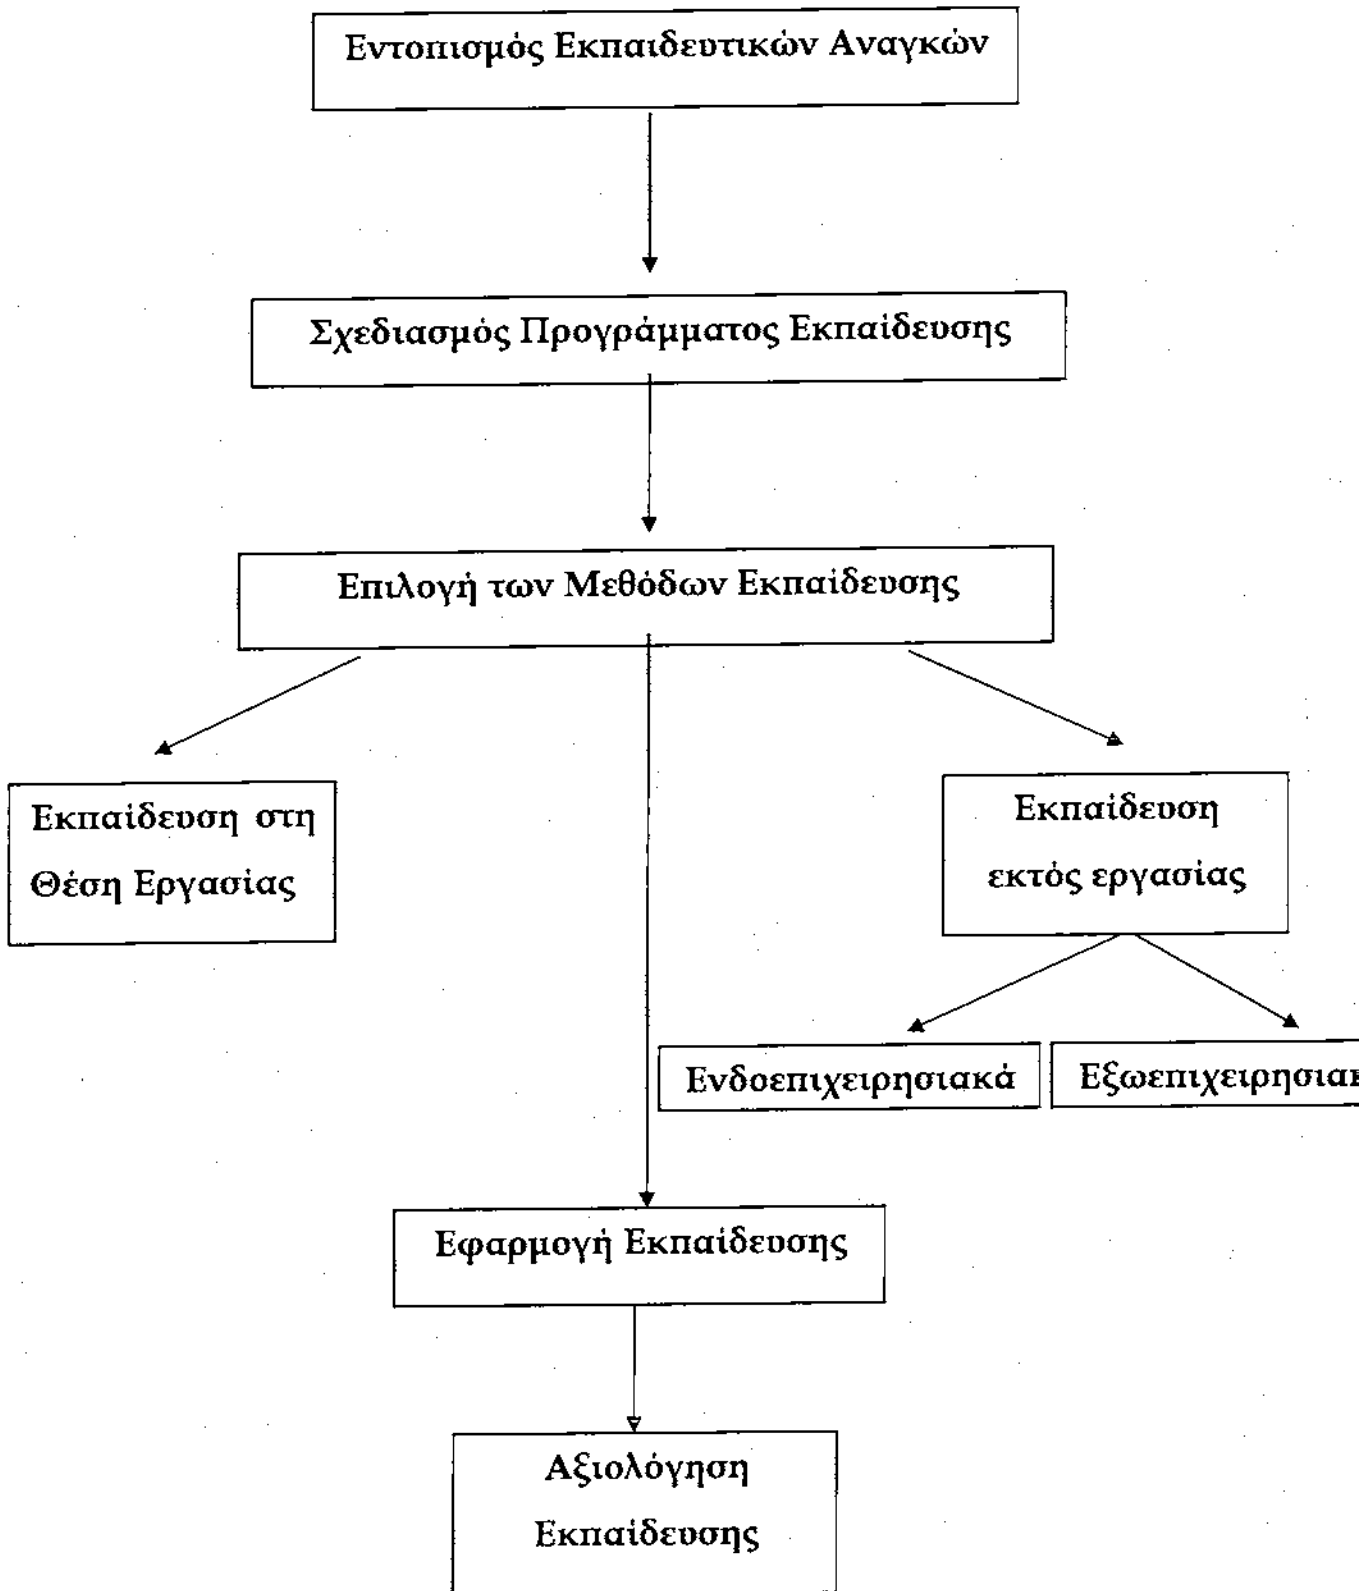 Εντοπισμός Εκπαιδευτικών Αναγκών
Σχεδιασμός Προγράμματος Εκπαίδευσης
Επιλογή των Μεθόδων Εκπαίδευσης
Εκπαίδευση στη
Θέση Εργασίας
Εκπαίδευση
εκτός εργασίας
Ενδοεπιχειρησιακά
Εφαρμογή Εκπαίδευσης
Αξιολόγηση
Εκπαίδευσης